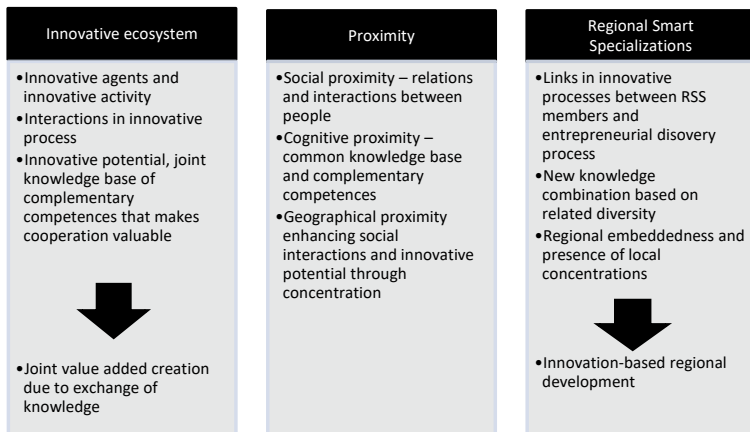 Innovative ecosystem
•Innovative agents and
innovative activity
•Interactions in innovative
process
•Innovative potential, joint
knowledge base of
complementary
competences that makes
cooperation valuable
•Joint value added creation
due to exchange of
knowledge
Proximity
•Social proximity – relations
and interactions between
people
•Cognitive proximity –
common knowledge base
and complementary
competences
•Geographical proximity
enhancing social
interactions and innovative
potential through
concentration
Regional Smart
Specializations
•Links in innovative
processes between RSS
members and
entrepreneurial disovery
process
•New knowledge
combination based on
related diversity
•Regional embeddedness and
presence of local
concentrations
•Innovation-based regional
development